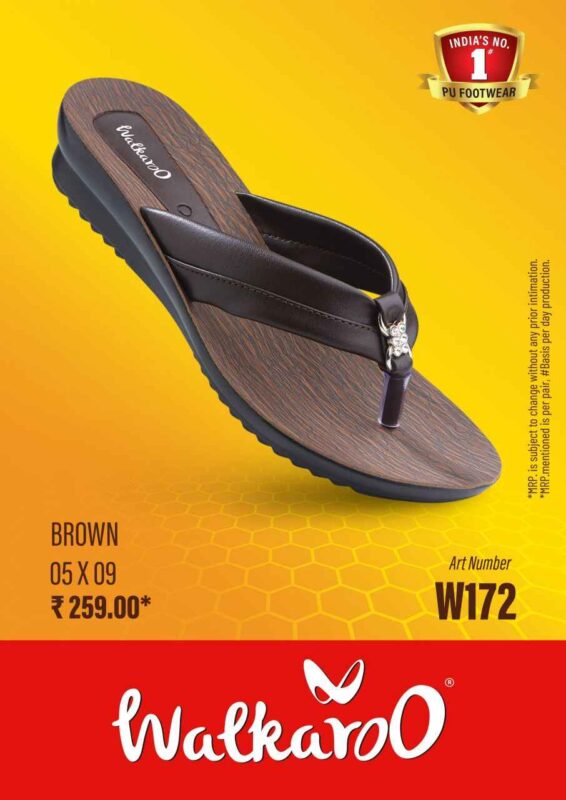 INDIA'S NO.
1#
PU FOOTWEAR
Walkaroo
*MRP. is subject to change without any prior intimation.
*MRP.mentioned is per pair, #Basis per day production.
BROWN
05 X 09
₹ 259.00*
Art Number
W172
Walkaroo®